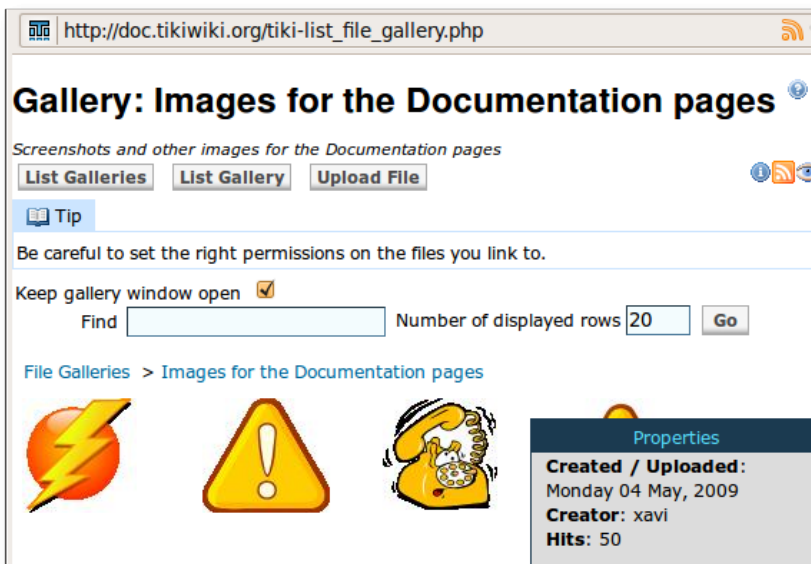 http://doc.tikiwiki.org/tiki-list_file_gallery.php
Gallery: Images for the Documentation pages
Screenshots and other images for the Documentation pages
List Galleries List Gallery Upload File
Tip
Be careful to set the right permissions on the files you link to.
Keep gallery window open
Find Number of displayed rows 20 Go
File Galleries > Images for the Documentation pages
Properties
Created / Uploaded:
Monday 04 May, 2009
Creator: xavi
Hits: 50